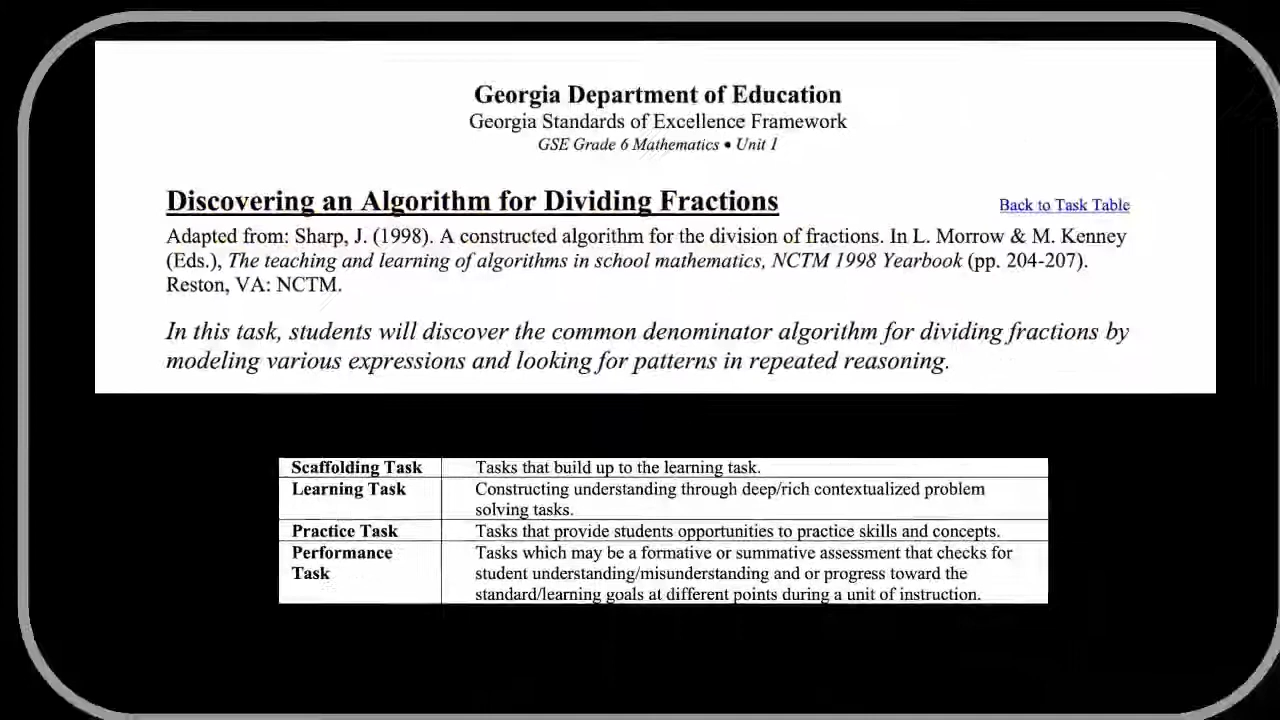 Georgia Department of Education
Georgia Standards of Excellence Framework
GSE Grade 6 Mathematics • Unit 1
Discovering an Algorithm for Dividing Fractions
Back to Task Table
Adapted from: Sharp, J. (1998). A constructed algorithm for the division of fractions. In L. Morrow & M. Kenney
(Eds.), The teaching and learning of algorithms in school mathematics, NCTM 1998 Yearbook (pp. 204-207).
Reston, VA: NCTM.
In this task, students will discover the common denominator algorithm for dividing fractions by
modeling various expressions and looking for patterns in repeated reasoning.
Scaffolding Task Tasks that build up to the learning task.
Learning Task Constructing understanding through deep/rich contextualized problem
solving tasks.
Practice Task Tasks that provide students opportunities to practice skills and concepts.
Performance Tasks which may be a formative or summative assessment that checks for
Task student understanding/misunderstanding and or progress toward the
standard/learning goals at different points during a unit of instruction.